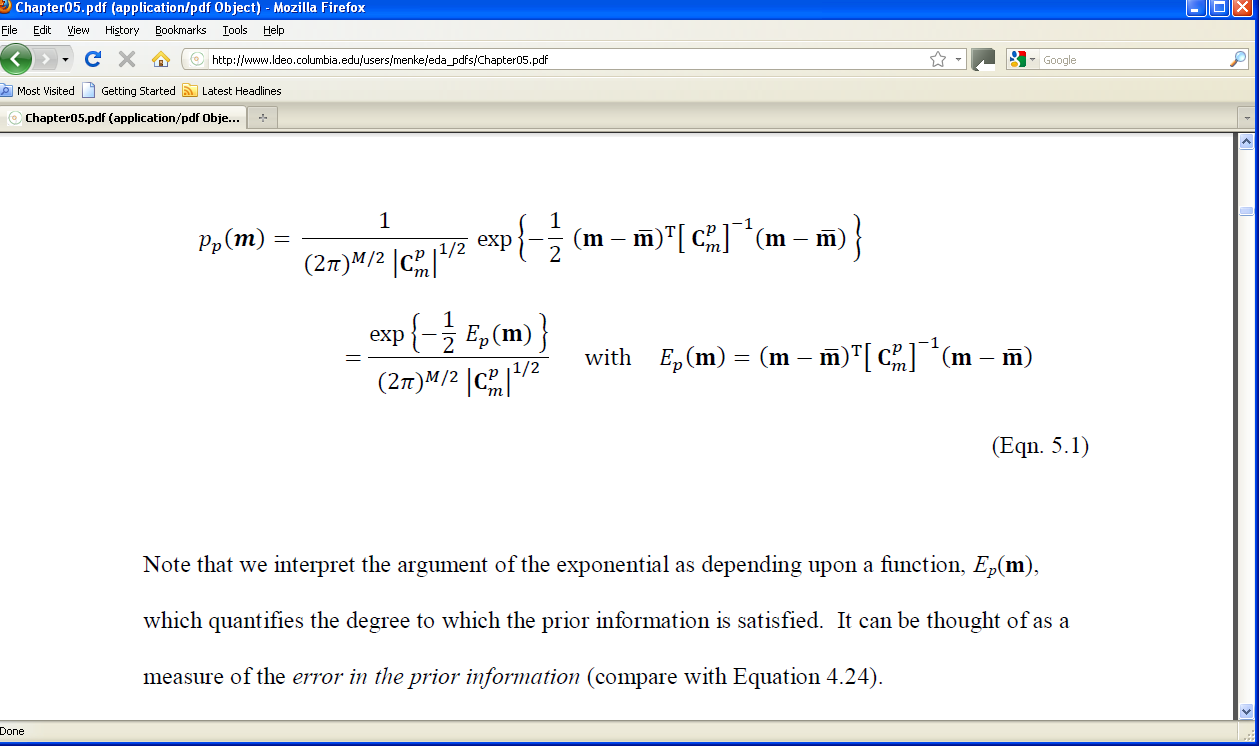 Chapter05.pdf (application/pdf Object) - Mozilla Firefox
File Edit View History Bookmarks Tools Help
http://www.ldeo.columbia.edu/users/menke/eda_pdfs/Chapter05.pdf Google
Most Visited Getting Started Latest Headlines
Chapter05.pdf (application/pdf Obje...
p_p(m) = 1 / ((2π)^{M/2} |C_m^p|^{1/2}) exp{−1/2 (m − m̅)^T [C_m^p]^{−1} (m − m̅)}
= exp{−1/2 E_p(m)} / ((2π)^{M/2} |C_m^p|^{1/2}) with E_p(m) = (m − m̅)^T [C_m^p]^{−1} (m − m̅)
(Eqn. 5.1)
Note that we interpret the argument of the exponential as depending upon a function, E_p(m),
which quantifies the degree to which the prior information is satisfied. It can be thought of as a
measure of the error in the prior information (compare with Equation 4.24).
Done